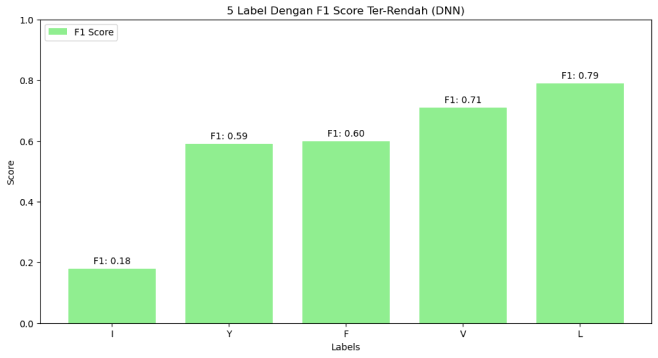 5 Label Dengan F1 Score Ter-Rendah (DNN)
F1 Score
1.0
0.8
0.6
0.4
0.2
0.0
Score
F1: 0.18
F1: 0.59
F1: 0.60
F1: 0.71
F1: 0.79
I Y F V L
Labels